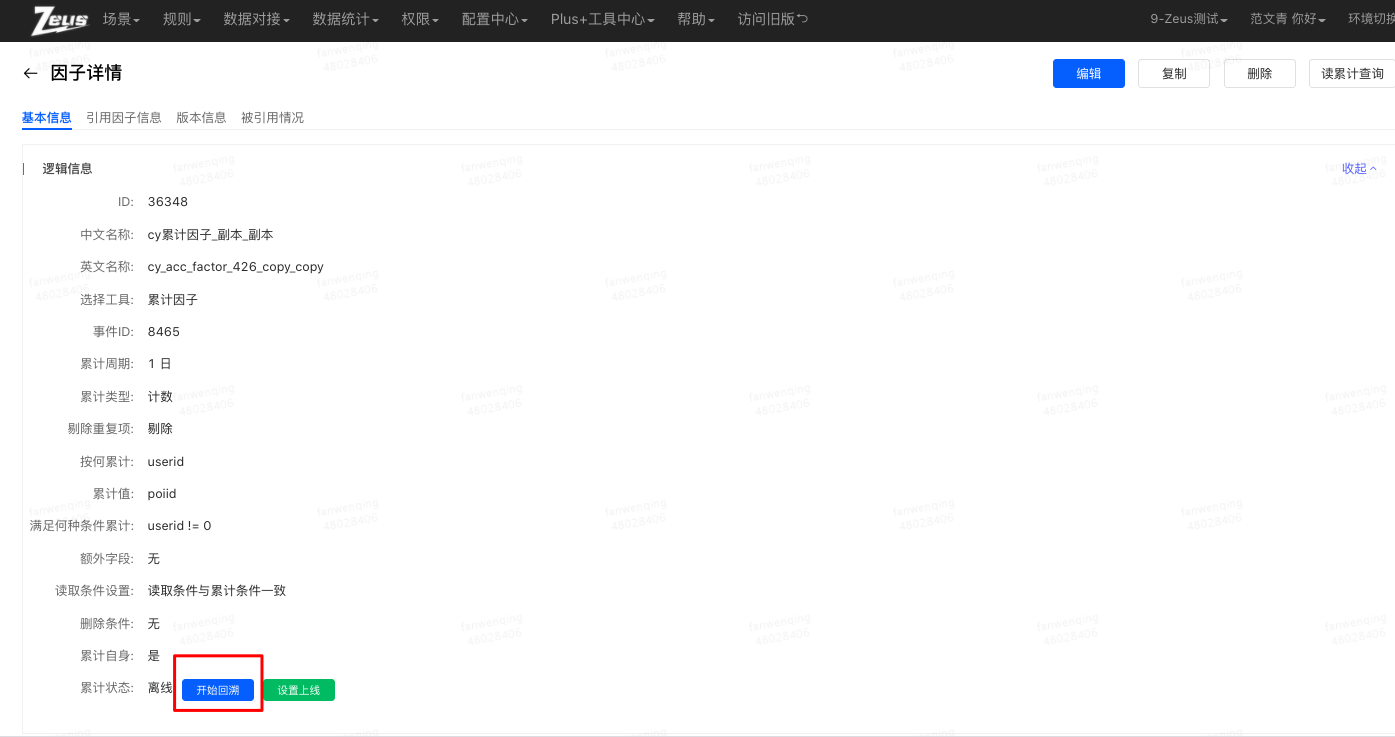 Zeus 场景 规则 数据对接 数据统计 权限 配置中心 Plus+工具中心 帮助 访问旧版 9-Zeus测试 范文青 你好 环境切换
因子详情 编辑 复制 删除 读累计查询
基本信息 引用因子信息 版本信息 被引用情况
逻辑信息 收起
ID: 36348
中文名称: cy累计因子_副本_副本
英文名称: cy_acc_factor_426_copy_copy
选择工具: 累计因子
事件ID: 8465
累计周期: 1 日
累计类型: 计数
剔除重复项: 剔除
按何累计: userid
累计值: poiid
满足何种条件累计: userid != 0
额外字段: 无
读取条件设置: 读取条件与累计条件一致
删除条件: 无
累计自身: 是
累计状态: 离线 开始回溯 设置上线
fanwenqing
46028406